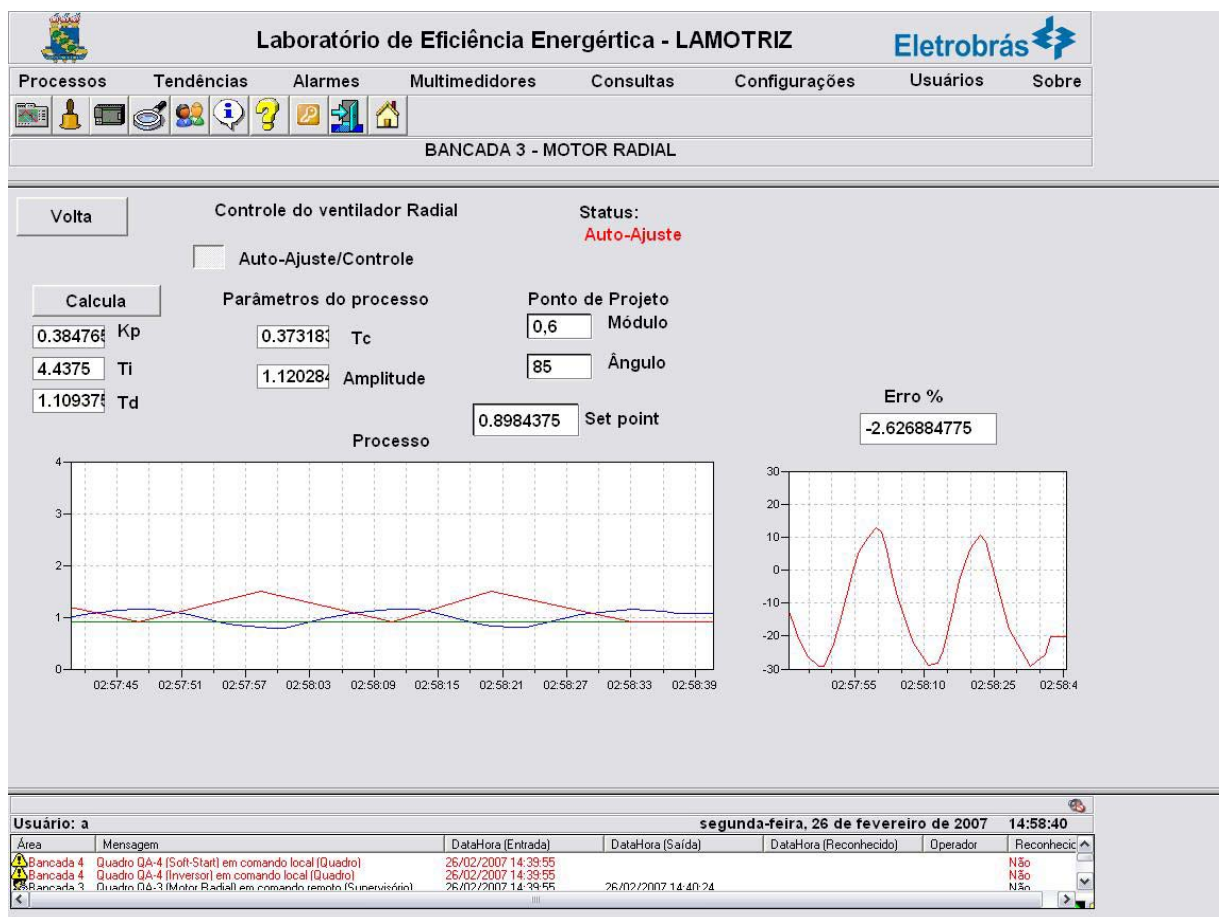 Laboratório de Eficiência Energértica - LAMOTRIZ
Eletrobrás
Processos Tendências Alarmes Multimedidores Consultas Configurações Usuários Sobre
BANCADA 3 - MOTOR RADIAL
Volta
Controle do ventilador Radial
Status:
Auto-Ajuste
Auto-Ajuste/Controle
Calcula
Parâmetros do processo
Ponto de Projeto
0.384765 Kp
0.373183 Tc
0,6 Módulo
4.4375 Ti
1.120284 Amplitude
85 Ângulo
1.109375 Td
0.8984375 Set point
Erro %
-2.626884775
Processo
4
3
2
1
0
02:57:45 02:57:51 02:57:57 02:58:03 02:58:09 02:58:15 02:58:21 02:58:27 02:58:33 02:58:39
30
20
10
0
-10
-20
-30
02:57:55 02:58:10 02:58:25 02:58:4
Usuário: a
segunda-feira, 26 de fevereiro de 2007 14:58:40
Área Mensagem DataHora (Entrada) DataHora (Saída) DataHora (Reconhecido) Operador Reconhecic
Bancada 4 Quadro QA-4 (Soft-Start) em comando local (Quadro) 26/02/2007 14:39:55 Não
Bancada 4 Quadro QA-4 (Inversor) em comando local (Quadro) 26/02/2007 14:39:55 Não
Bancada 3 Quadro QA-3 (Motor Radial) em comando remoto (Supervisório) 26/02/2007 14:39:55 26/02/2007 14:40:24 Não